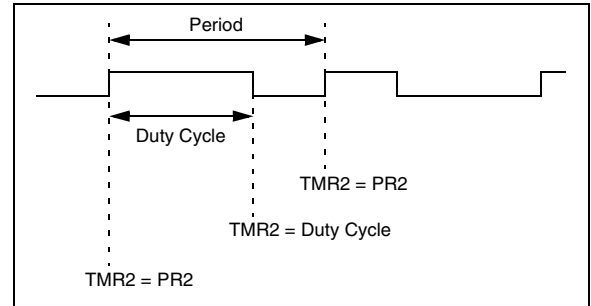 Period
Duty Cycle
TMR2 = PR2
TMR2 = Duty Cycle
TMR2 = PR2